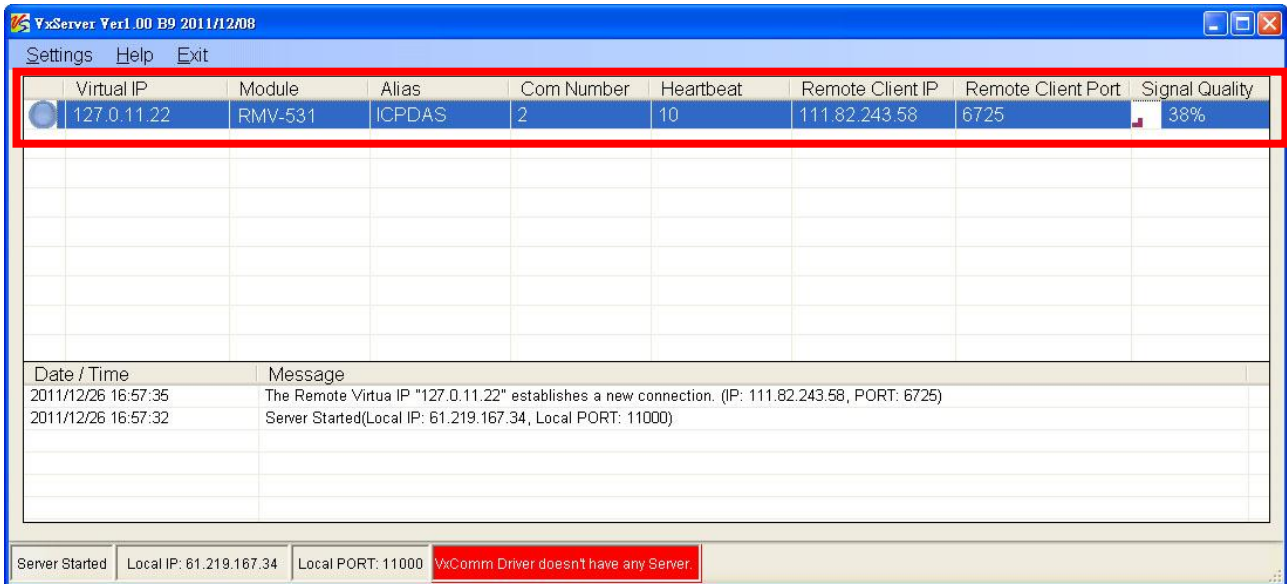 VxServer Ver1.00 B9 2011/12/08
Settings Help Exit
Virtual IP Module Alias Com Number Heartbeat Remote Client IP Remote Client Port Signal Quality
127.0.11.22 RMV-531 ICPDAS 2 10 111.82.243.58 6725 38%
Date / Time Message
2011/12/26 16:57:35 The Remote Virtua IP "127.0.11.22" establishes a new connection. (IP: 111.82.243.58, PORT: 6725)
2011/12/26 16:57:32 Server Started(Local IP: 61.219.167.34, Local PORT: 11000)
Server Started Local IP: 61.219.167.34 Local PORT: 11000 VxComm Driver doesn't have any Server.